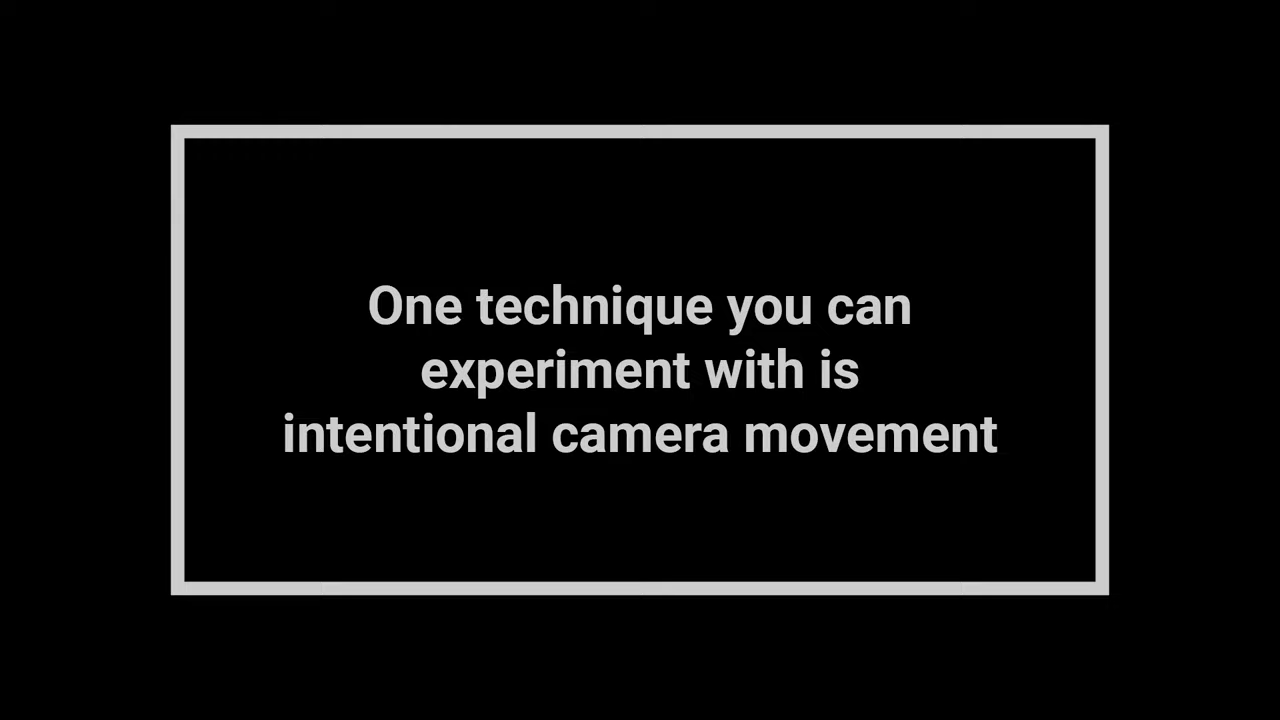 One technique you can
experiment with is
intentional camera movement